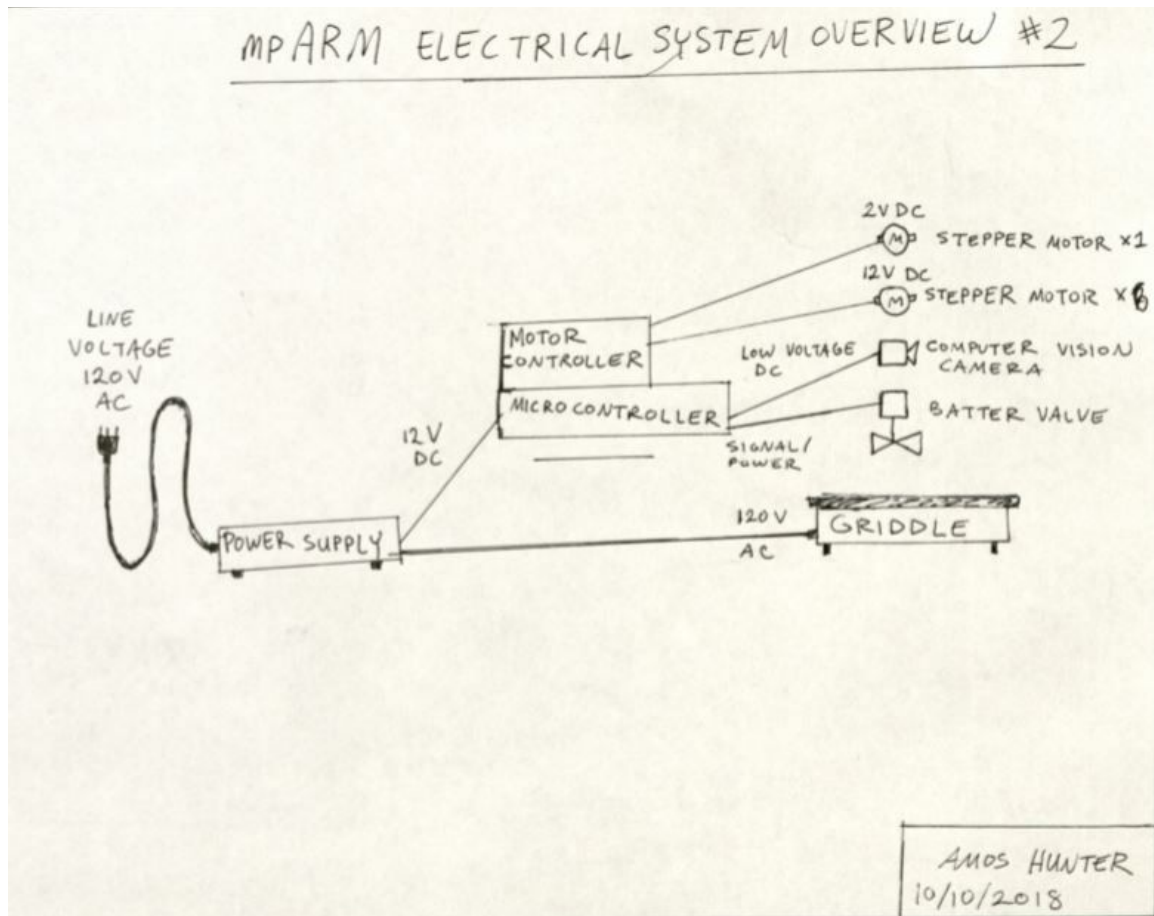 mpARM ELECTRICAL SYSTEM OVERVIEW #2
2V DC
STEPPER MOTOR x1
12V DC
STEPPER MOTOR x
LINE
VOLTAGE
120V
AC
MOTOR
CONTROLLER
LOW VOLTAGE
DC
COMPUTER VISION
CAMERA
MICROCONTROLLER
BATTER VALVE
12V
DC
SIGNAL/
POWER
POWER SUPPLY
120V
AC
GRIDDLE
AMOS HUNTER
10/10/2018